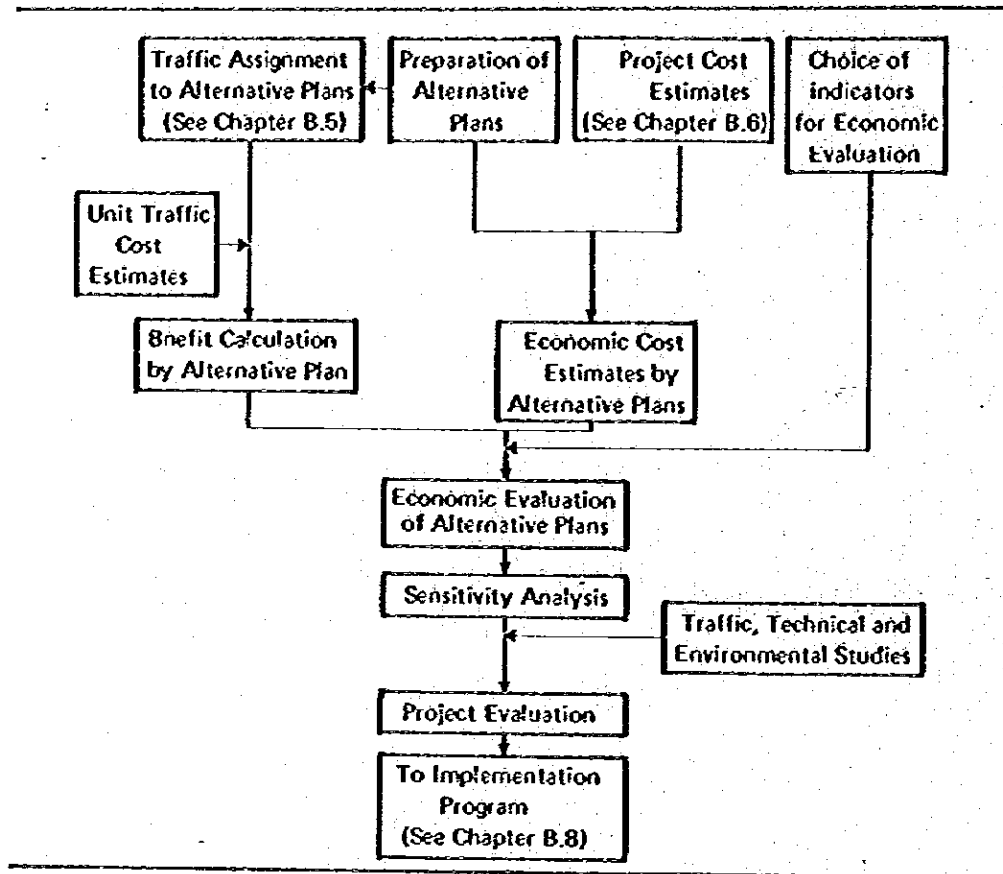 Traffic Assignment
to Alternative Plans
(See Chapter B.5)
Preparation of
Alternative
Plans
Project Cost
Estimates
(See Chapter B.6)
Choice of
indicators
for Economic
Evaluation
Unit Traffic
Cost
Estimates
Bnefit Calculation
by Alternative Plan
Economic Cost
Estimates by
Alternative Plans
Economic Evaluation
of Alternative Plans
Sensitivity Analysis
Traffic, Technical and
Environmental Studies
Project Evaluation
To Implementation
Program
(See Chapter B.8)